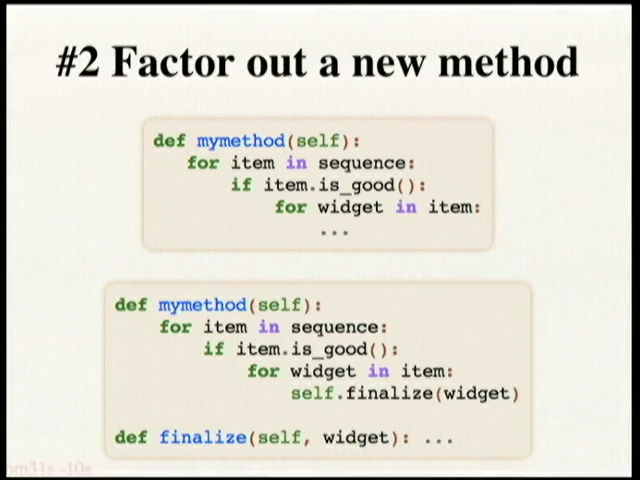 #2 Factor out a new method
def mymethod(self):
for item in sequence:
if item.is_good():
for widget in item:
...
def mymethod(self):
for item in sequence:
if item.is_good():
for widget in item:
self.finalize(widget)
def finalize(self, widget): ...